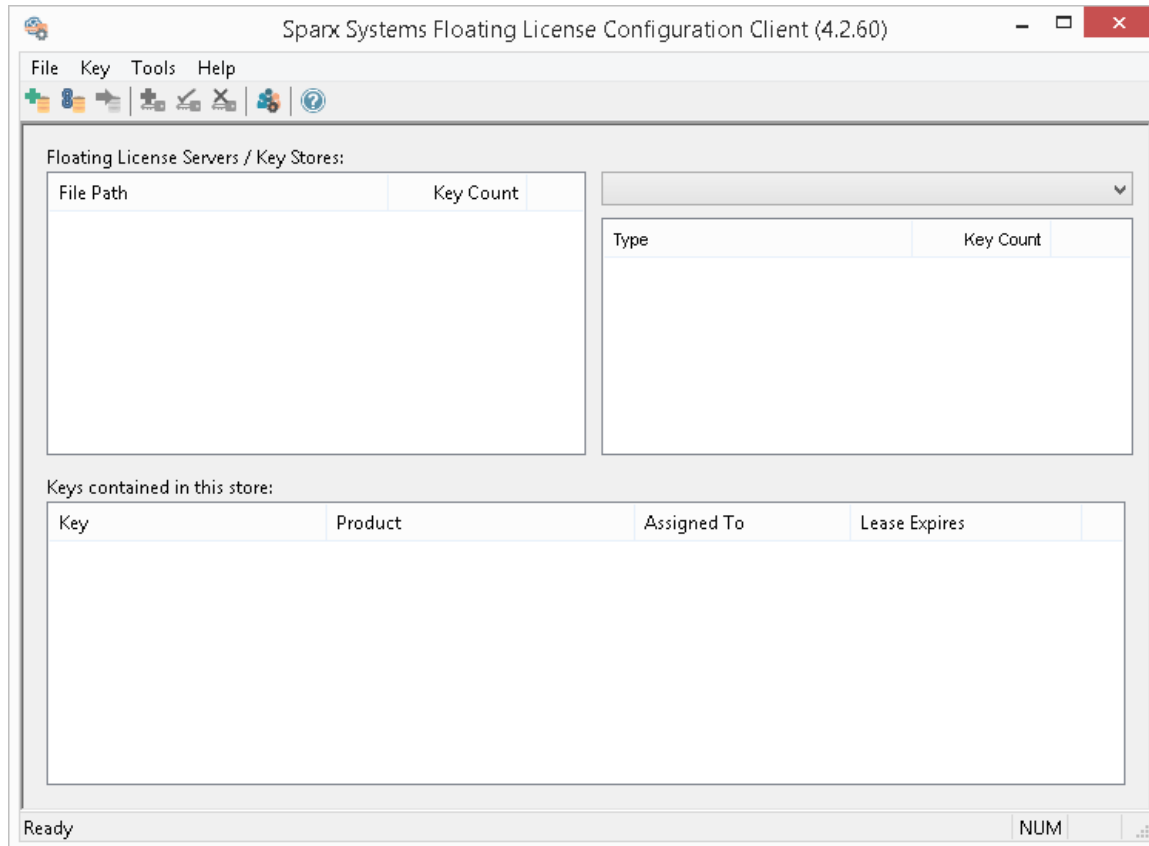 Sparx Systems Floating License Configuration Client (4.2.60)
File Key Tools Help
Floating License Servers / Key Stores:
File Path Key Count
Type Key Count
Keys contained in this store:
Key Product Assigned To Lease Expires
Ready NUM